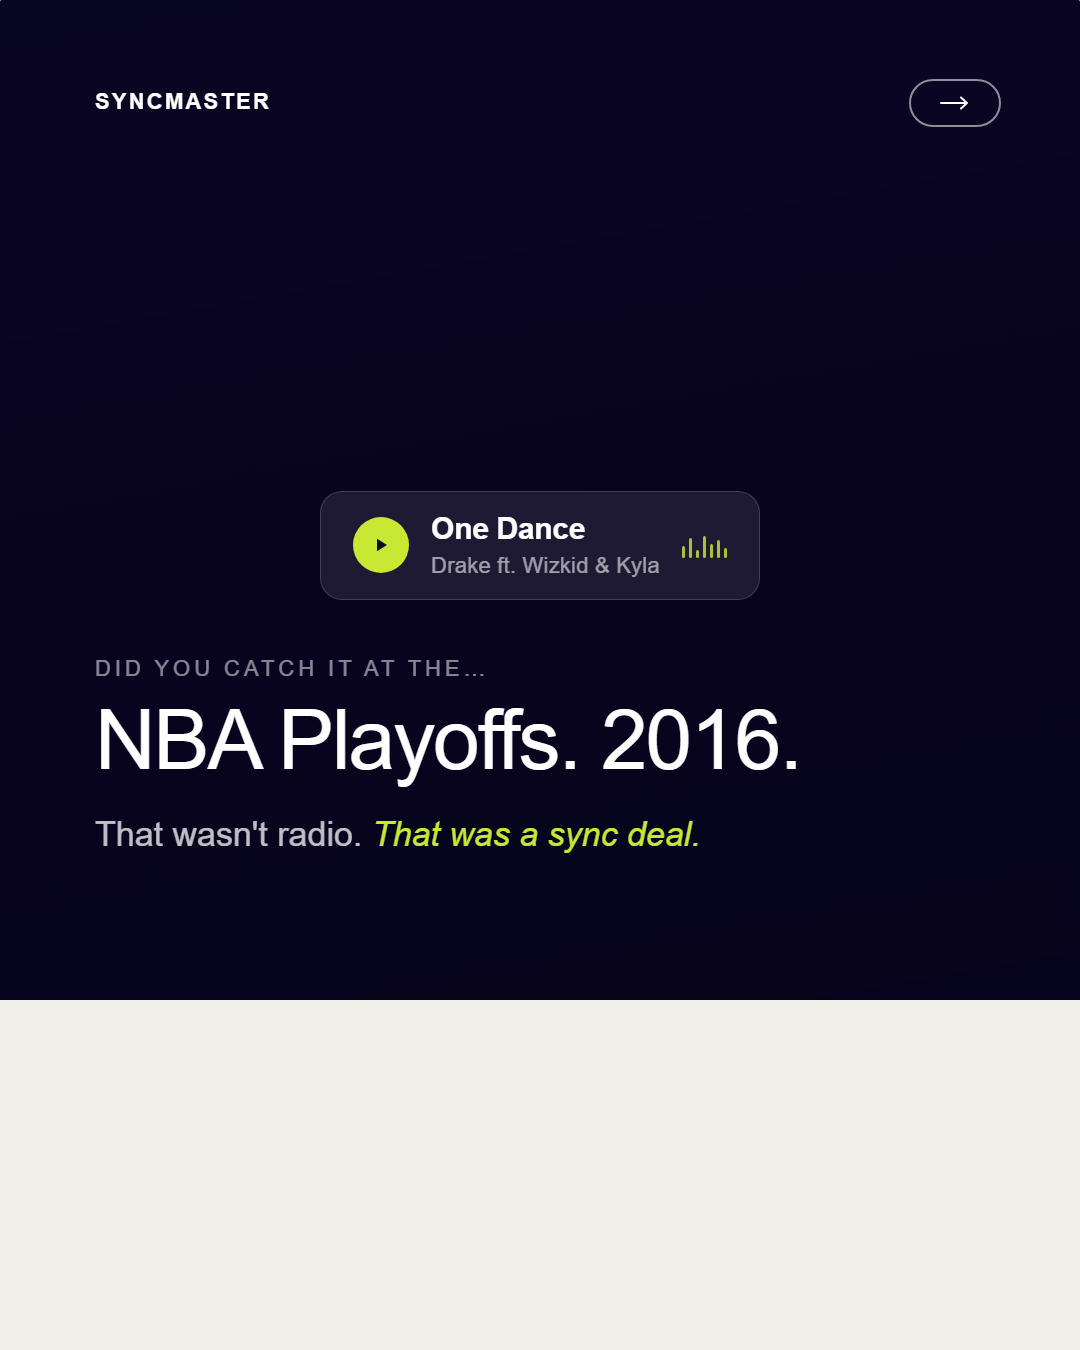 SYNCMASTER
One Dance
Drake ft. Wizkid & Kyla
DID YOU CATCH IT AT THE...
NBA Playoffs. 2016.
That wasn't radio. That was a sync deal.